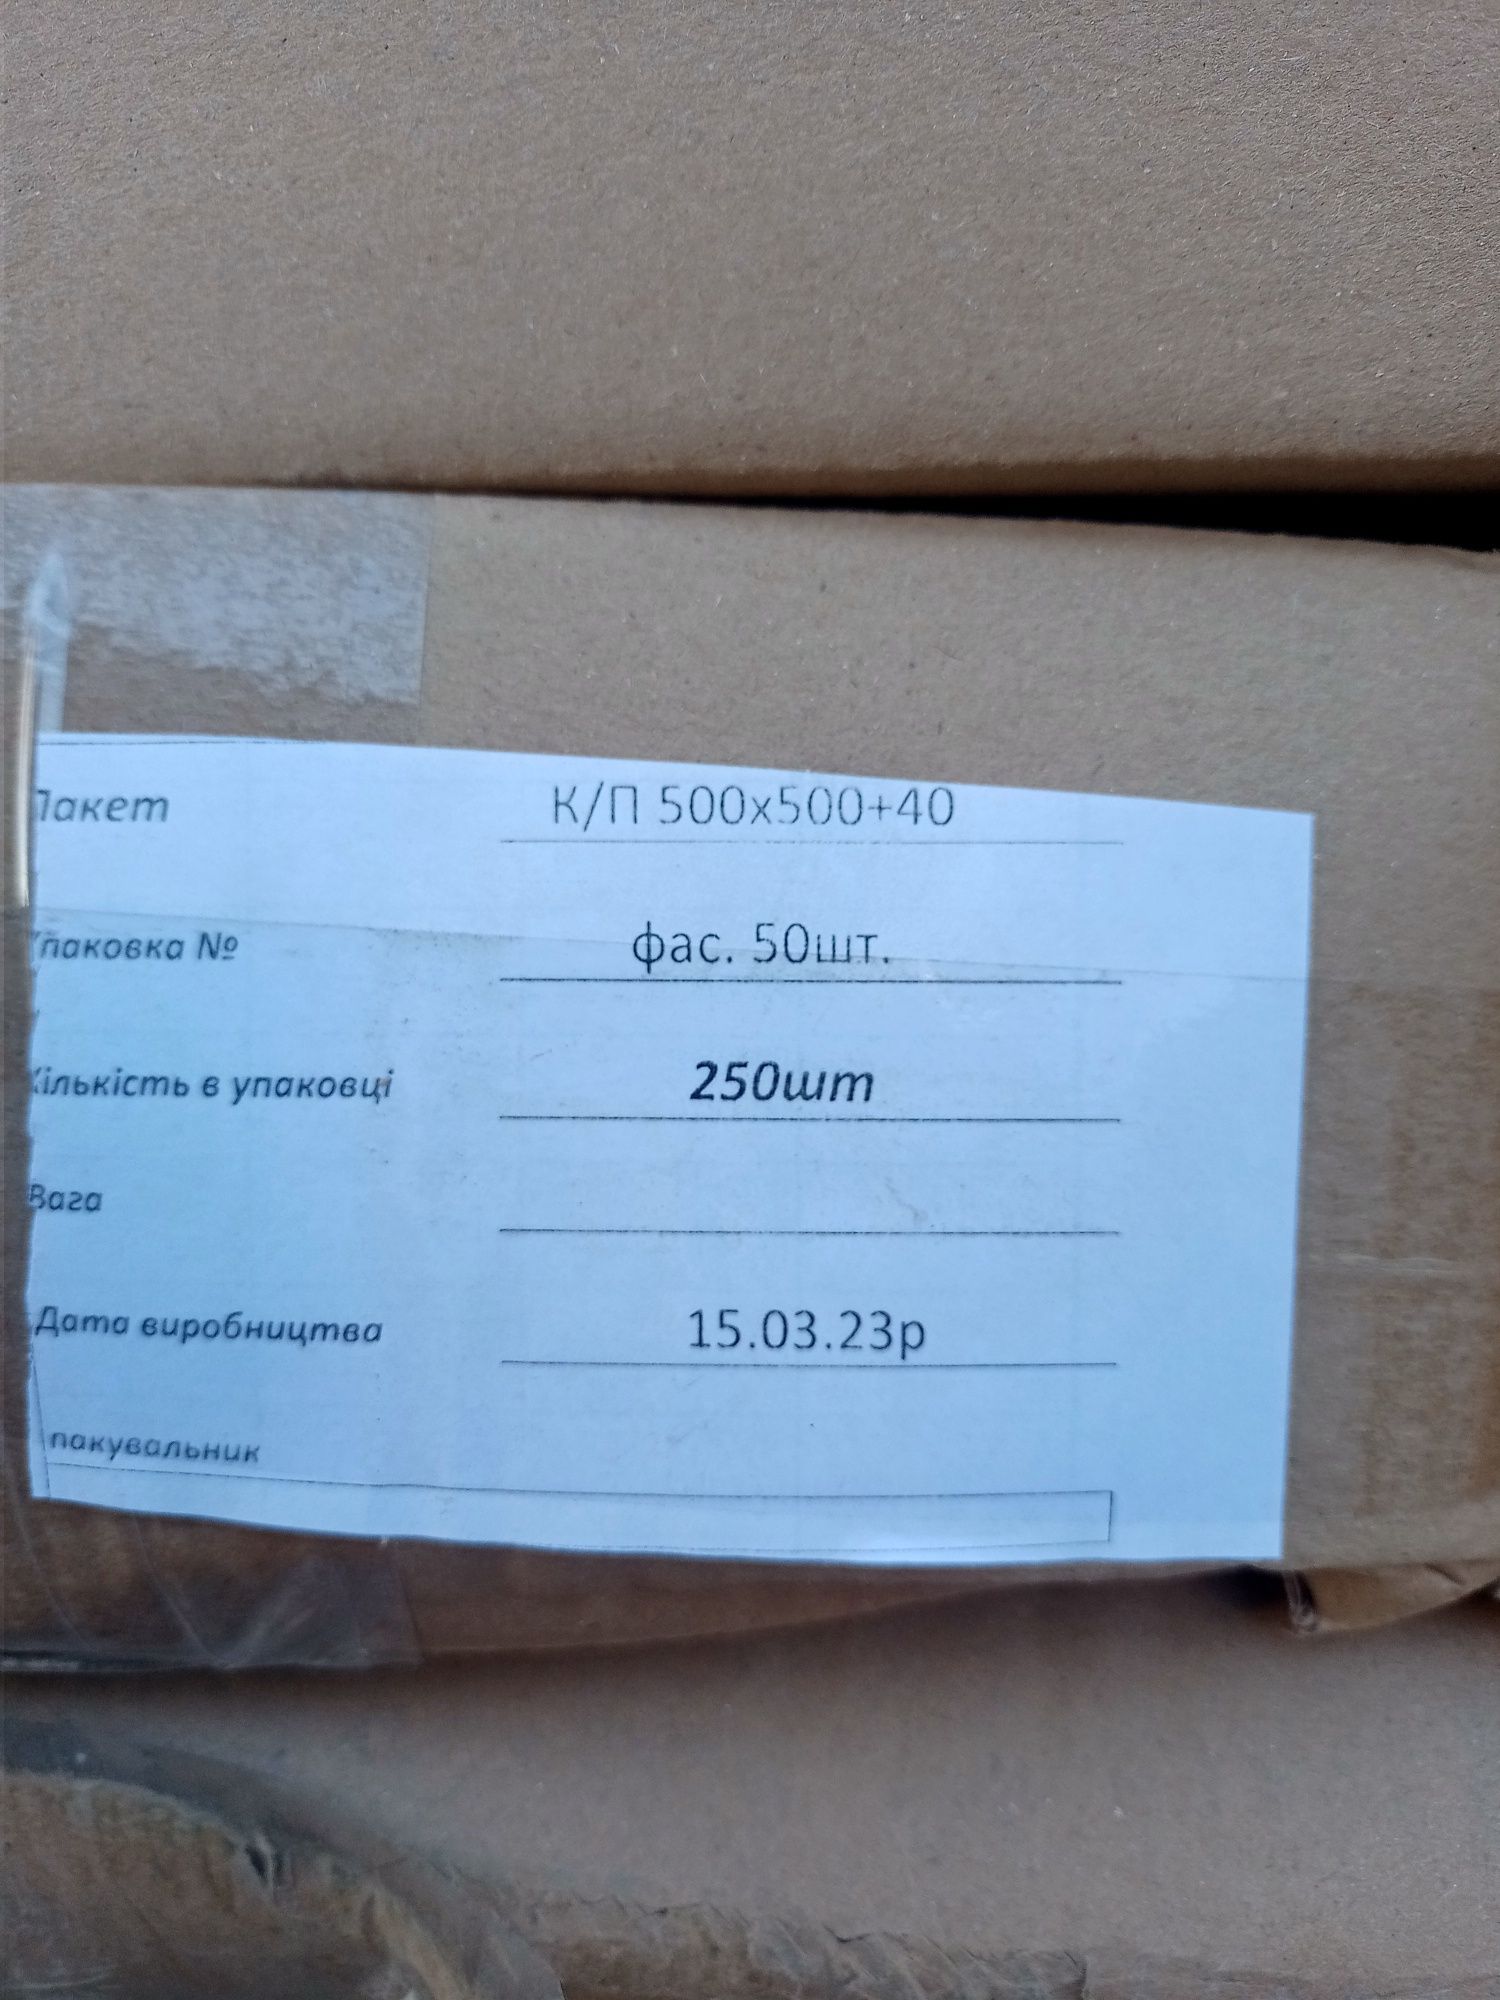 Пакет К/П 500х500+40
Упаковка № фас. 50шт.
Кількість в упаковці 250шт
Вага
Дата виробництва 15.03.23р
пакувальник